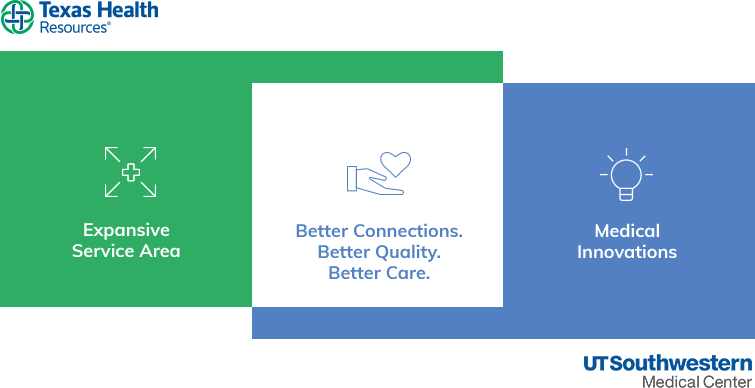 Texas Health
Resources®
Expansive
Service Area
Better Connections.
Better Quality.
Better Care.
Medical
Innovations
UTSouthwestern
Medical Center